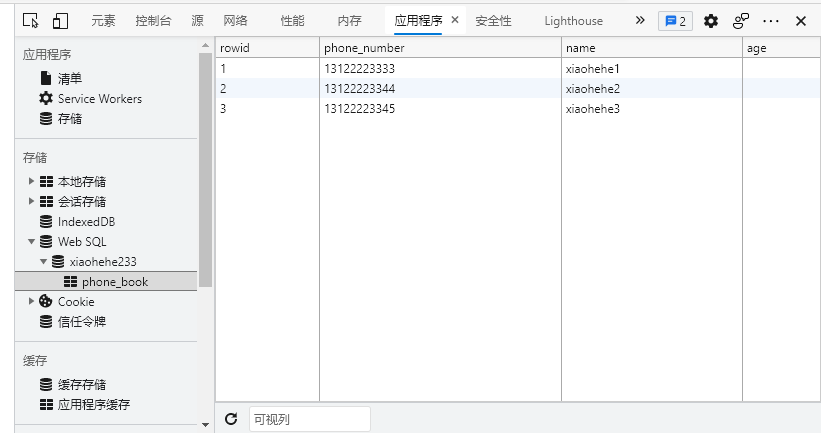 元素 控制台 源 网络 性能 内存 应用程序 安全性 Lighthouse 2
应用程序
清单
Service Workers
存储
存储
本地存储
会话存储
IndexedDB
Web SQL
xiaohehe233
phone_book
Cookie
信任令牌
缓存
缓存存储
应用程序缓存
rowid phone_number name age
1 13122223333 xiaohehe1
2 13122223344 xiaohehe2
3 13122223345 xiaohehe3
可视列